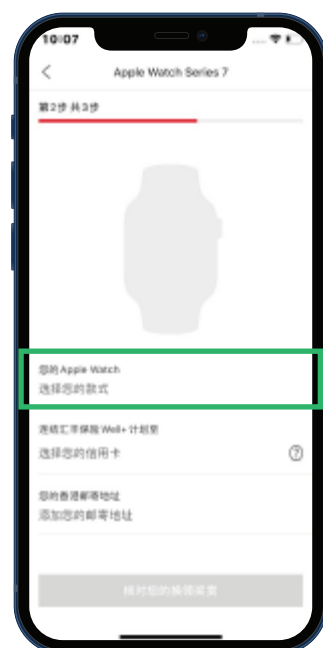 10:07
Apple Watch Series 7
第2步 共3步
您的 Apple Watch
选择您的款式
连结汇丰保险 Well+ 计划至
选择您的信用卡
您的香港邮寄地址
添加您的邮寄地址
核对您的换领奖赏